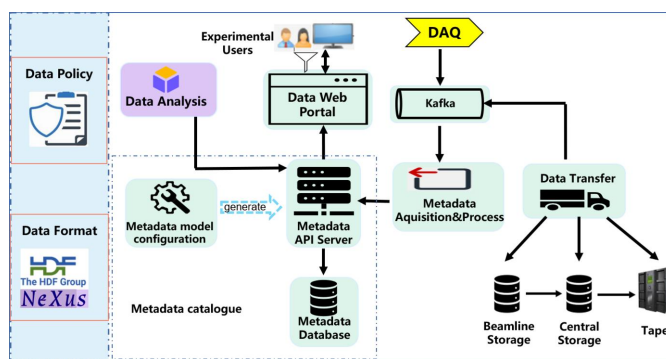 Data Policy
Data Format
The HDF Group
NeXus
Experimental
Users
DAQ
Data Analysis
Data Web
Portal
Kafka
Metadata model
configuration
generate
Metadata
API Server
Metadata
Aquisition&Process
Data Transfer
Metadata catalogue
Metadata
Database
Beamline
Storage
Central
Storage
Tape